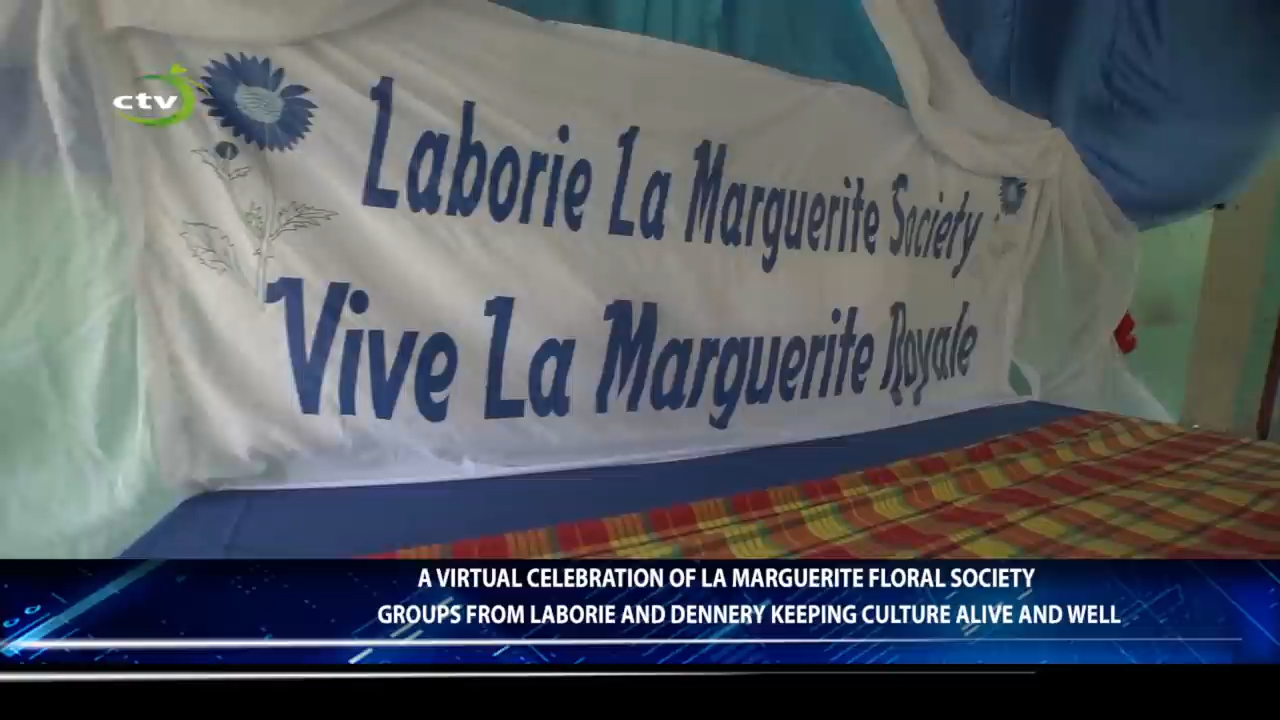 ctv
Laborie La Marguerite Society
Vive La Marguerite Royale
A VIRTUAL CELEBRATION OF LA MARGUERITE FLORAL SOCIETY
GROUPS FROM LABORIE AND DENNERY KEEPING CULTURE ALIVE AND WELL